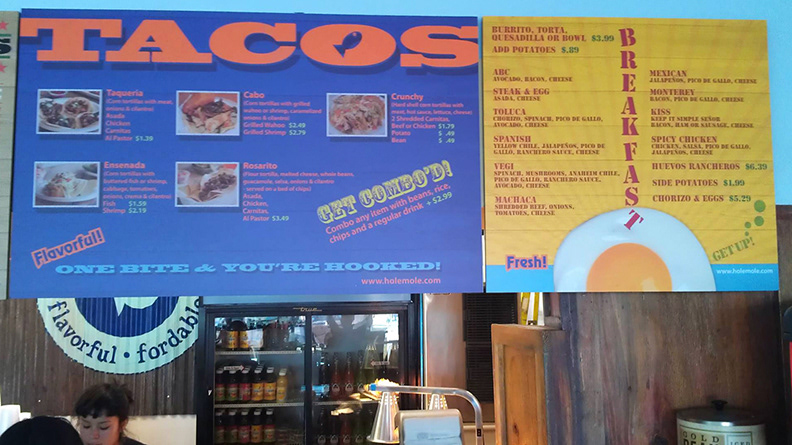 TACOS
Taqueria
(Corn tortillas with meat,
onions & cilantro)
Asada
Chicken
Carnitas
Al Pastor $1.39
Cabo
(Corn tortillas with grilled
mahoo or shrimp, caramelized
onions & cilantro)
Grilled Mahoo $2.49
Grilled Shrimp $2.79
Crunchy
(Hard shell corn tortillas with
meat, hot sauce, lettuce, cheese)
2 Shredded Carnitas,
Beef or Chicken $1.79
Potato $ .49
Bean $ .49
Ensenada
(Corn tortillas with
Battered fish or shrimp,
cabbage, tomatoes,
onions, crema & cilantro)
Fish $1.59
Shrimp $2.19
Rosarito
(Flour tortilla, melted cheese, whole beans,
guacamole, salsa, onions & cilantro
served on a bed of chips)
Asada,
Chicken,
Carnitas,
Al Pastor $3.49
GET COMBO'D!
Combo any item with beans, rice,
chips and a regular drink + $2.99
Flavorful!
ONE BITE & YOU'RE HOOKED!
www.holemole.com
BURRITO, TORTA,
QUESADILLA OR BOWL $3.99
ADD POTATOES $.89
BREAKFAST
ABC
AVOCADO, BACON, CHEESE
STEAK & EGG
ASADA, CHEESE
TOLUCA
CHORIZO, SPINACH, PICO DE GALLO,
AVOCADO, CHEESE
SPANISH
YELLOW CHILE, JALAPEÑOS, PICO DE
GALLO, RANCHERO SAUCE, CHEESE
VEGI
SPINACH, MUSHROOMS, ANAHEIM CHILE,
PICO DE GALLO, RANCHERO SAUCE,
AVOCADO, CHEESE
MACHACA
SHREDDED BEEF, ONIONS,
TOMATOES, CHEESE
MEXICAN
JALAPEÑOS, PICO DE GALLO, CHEESE
MONTEREY
BACON, PICO DE GALLO, CHEESE
KISS
KEEP IT SIMPLE SEÑOR
BACON, HAM OR SAUSAGE, CHEESE
SPICY CHICKEN
CHICKEN, SALSA, PICO DE GALLO,
JALAPEÑOS, CHEESE
HUEVOS RANCHEROS $6.39
SIDE POTATOES $1.99
CHORIZO & EGGS $5.29
Fresh!
GET UP!
www.holemole.com
flavorful • fordable
True
ICED